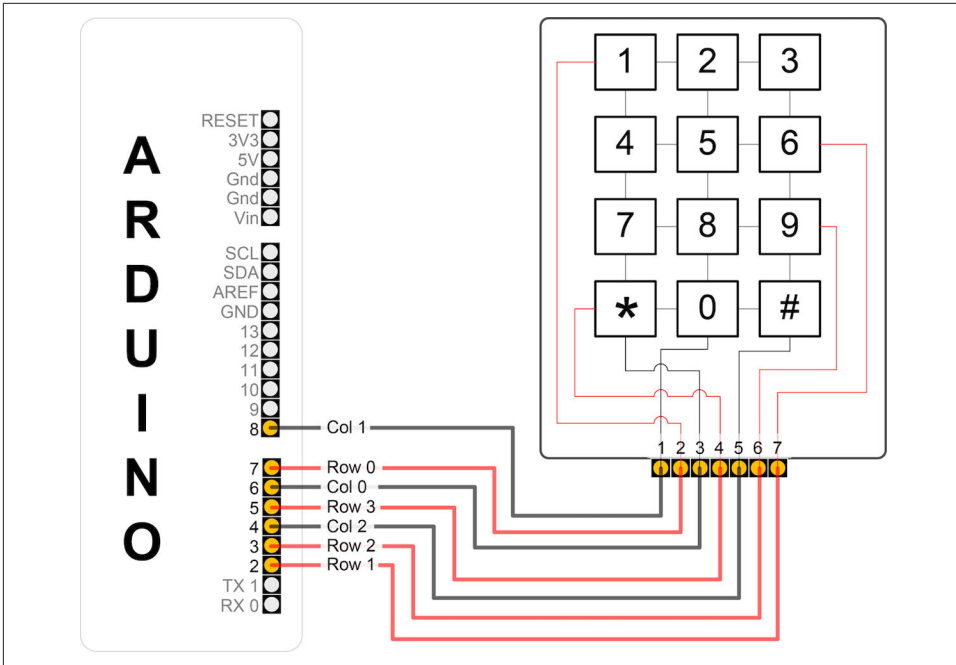 ARDUINO
RESET
3V3
5V
Gnd
Gnd
Vin
SCL
SDA
AREF
GND
13
12
11
10
9
8 Col 1
7 Row 0
6 Col 0
5 Row 3
4 Col 2
3 Row 2
2 Row 1
TX 1
RX 0
1 2 3
4 5 6
7 8 9
* 0 #
1 2 3 4 5 6 7